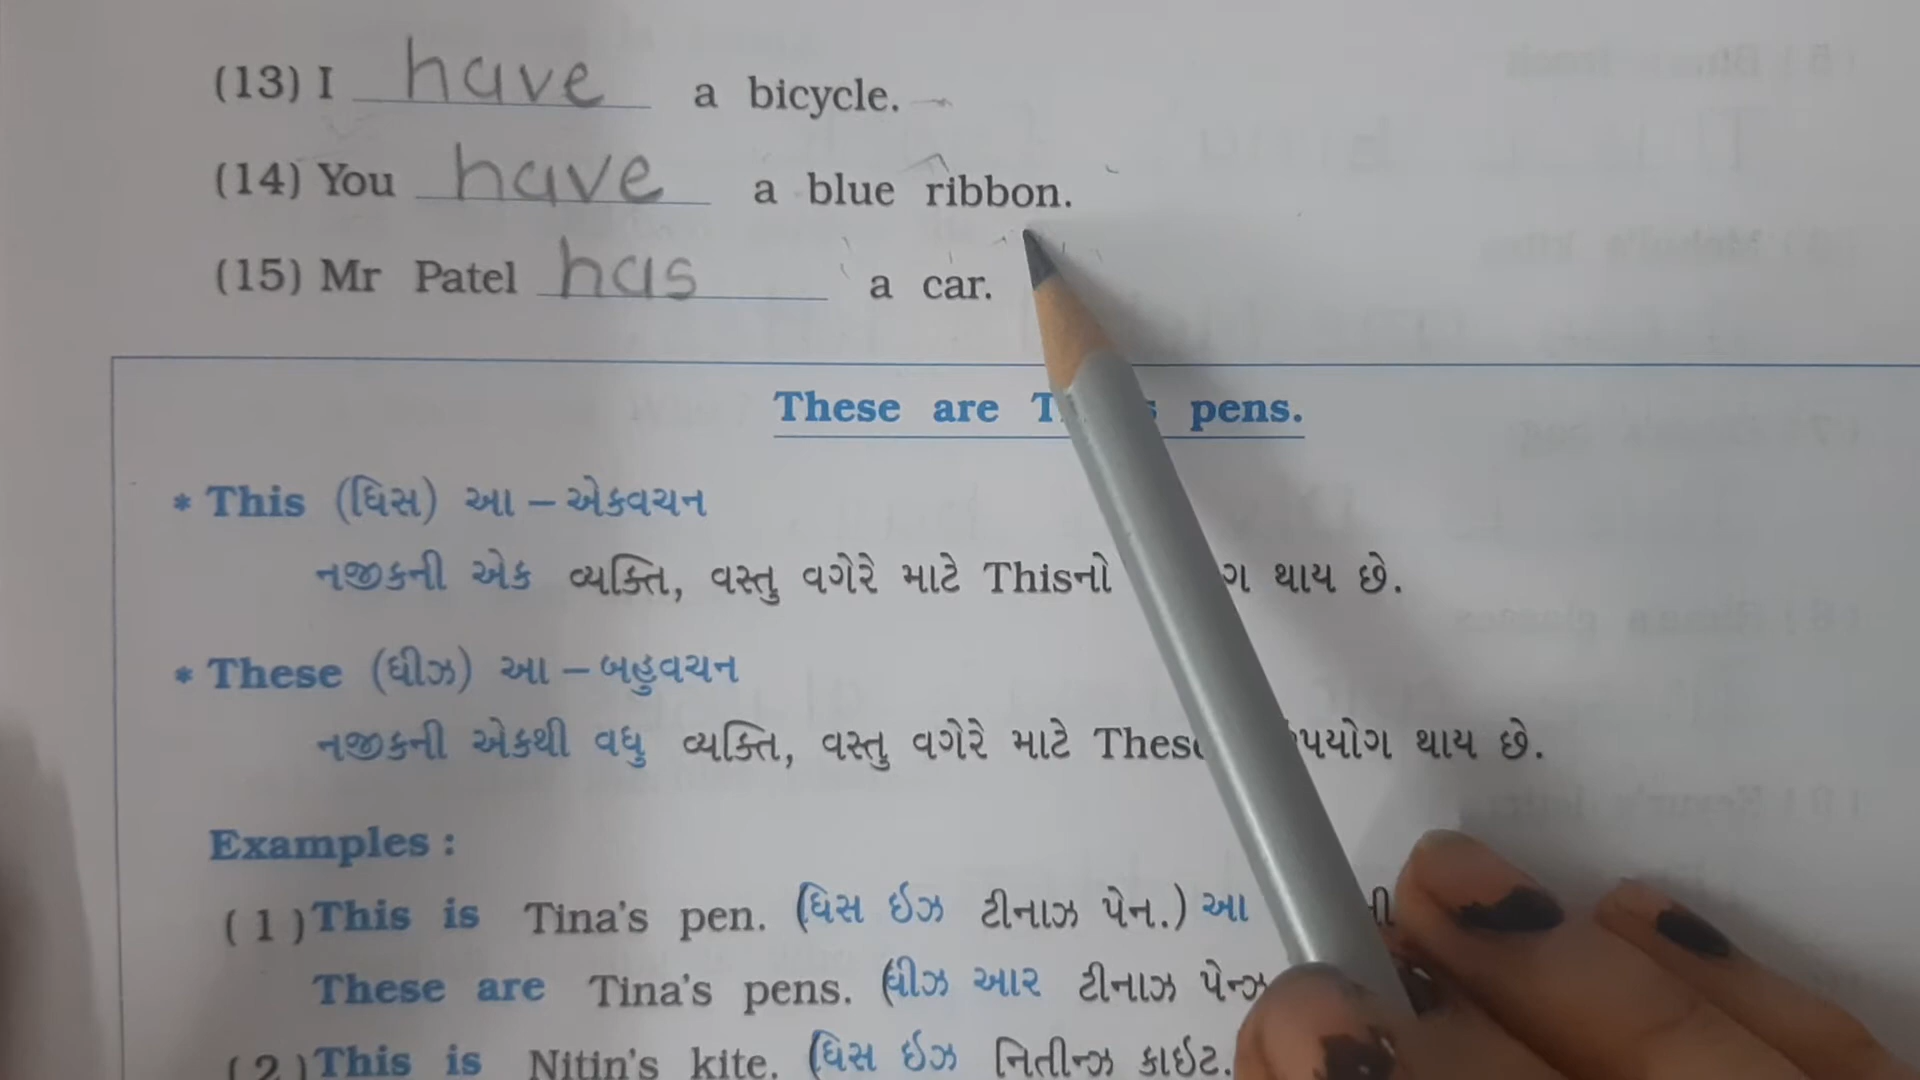 (13) I have a bicycle.
(14) You have a blue ribbon.
(15) Mr Patel has a car.
These are pens.
* This (ધિસ) આ – એકવચન
નજીકની એક વ્યક્તિ, વસ્તુ વગેરે માટે Thisનો થાય છે.
* These (ધીઝ) આ – બહુવચન
નજીકની એકથી વધુ વ્યક્તિ, વસ્તુ વગેરે માટે થાય છે.
Examples :
(1) This is Tina's pen. (ધિસ ઇઝ ટીનાઝ પેન.) આ
These are Tina's pens. (ધીઝ આર ટીનાઝ પેન્ઝ
(2) This is Nitin's kite. (ધિસ ઇઝ નિતીન્ઝ કાઇટ.